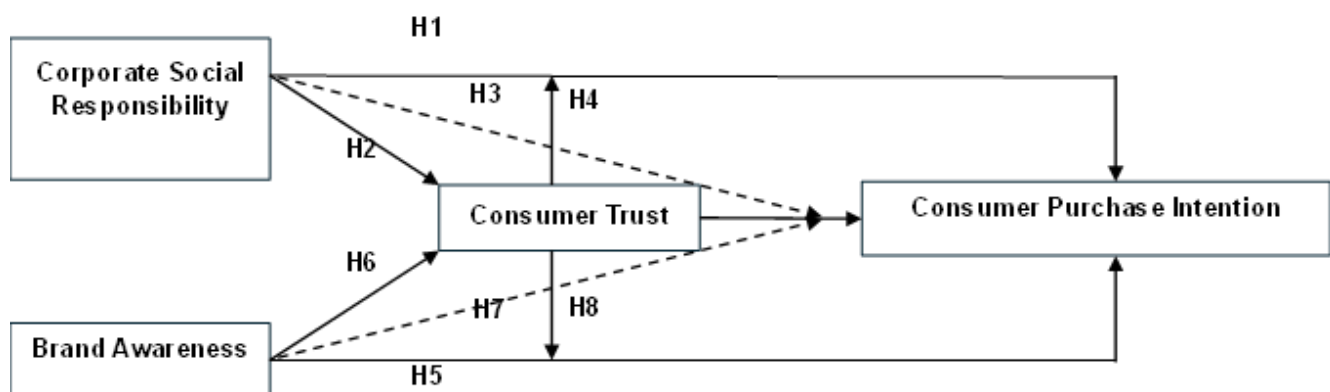 H1
Corporate Social
Responsibility
H3
H4
H2
Consumer Trust
Consumer Purchase Intention
H6
H7
H8
Brand Awareness
H5